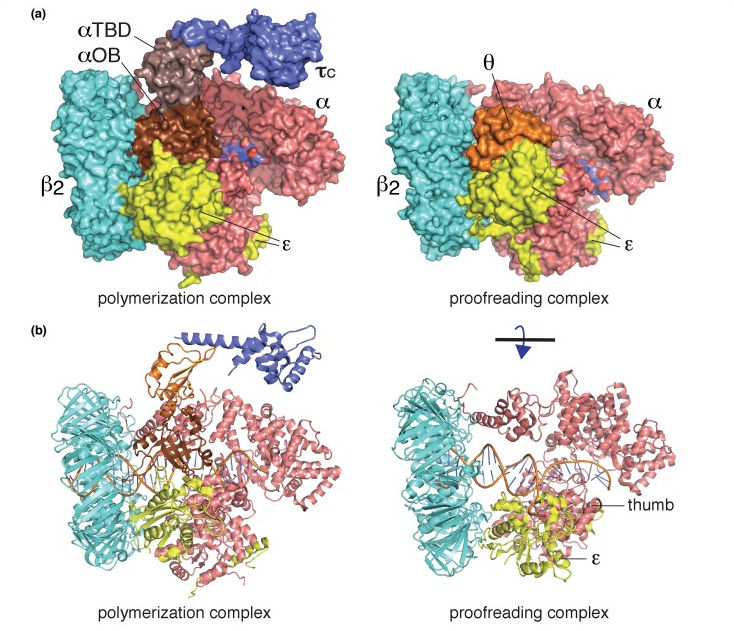 (a)
αTBD
αOB
τC
α
β2
ε
polymerization complex
θ
α
β2
ε
proofreading complex
(b)
polymerization complex
thumb
ε
proofreading complex